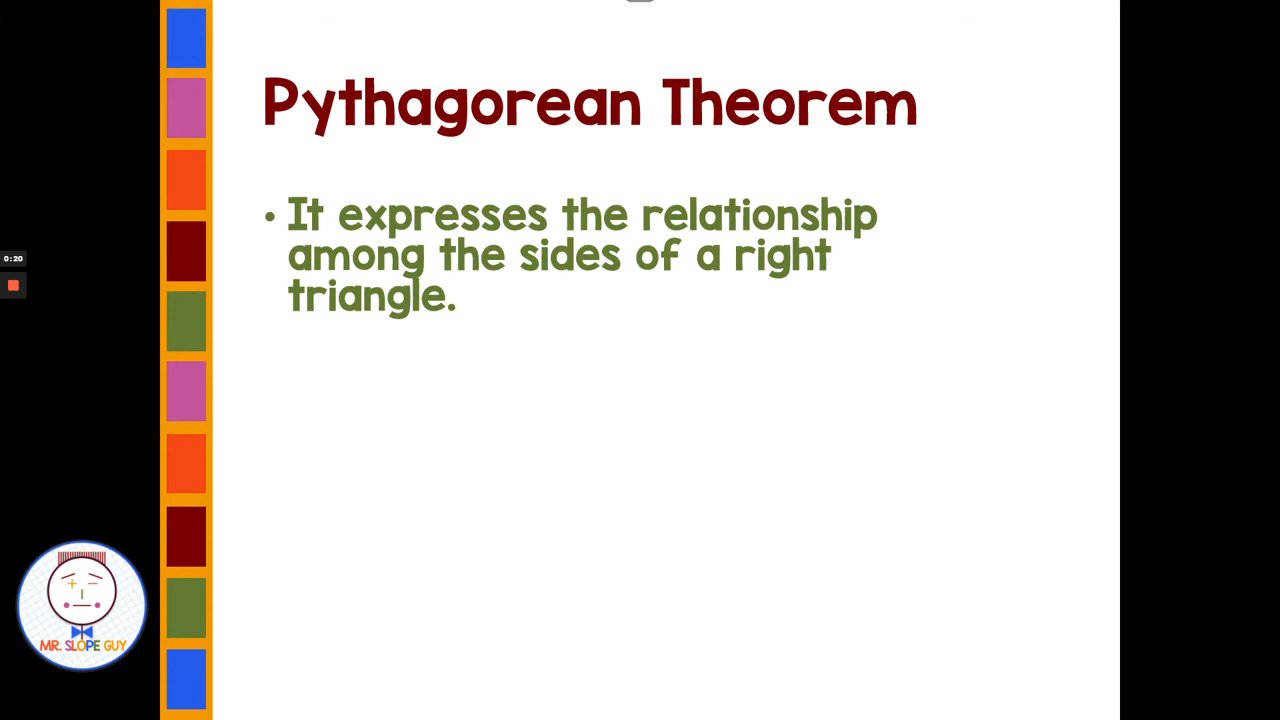 Pythagorean Theorem
• It expresses the relationship
among the sides of a right
triangle.
0:20
MR. SLOPE GUY